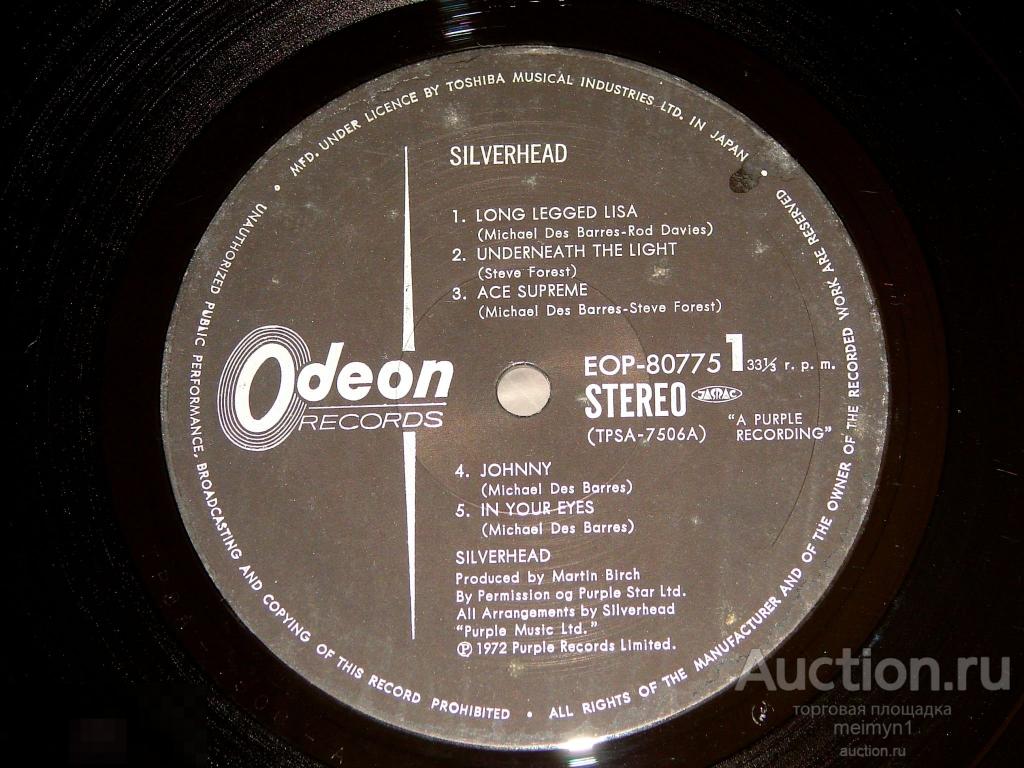 MFD. UNDER LICENCE BY TOSHIBA MUSICAL INDUSTRIES LTD. IN JAPAN
SILVERHEAD
1. LONG LEGGED LISA
(Michael Des Barres-Rod Davies)
2. UNDERNEATH THE LIGHT
(Steve Forest)
3. ACE SUPREME
(Michael Des Barres-Steve Forest)
Odeon
RECORDS
EOP-80775 1 33⅓ r. p. m.
STEREO JASRAC
(TPSA-7506A)
"A PURPLE
RECORDING"
4. JOHNNY
(Michael Des Barres)
5. IN YOUR EYES
(Michael Des Barres)
SILVERHEAD
Produced by Martin Birch
By Permission og Purple Star Ltd.
All Arrangements by Silverhead
"Purple Music Ltd."
Ⓟ 1972 Purple Records Limited.
UNAUTHORIZED PUBLIC PERFORMANCE, BROADCASTING AND COPYING OF THIS RECORD PROHIBITED • ALL RIGHTS OF THE MANUFACTURER AND OF THE OWNER OF THE RECORDED WORK ARE RESERVED
Auction.ru
торговая площадка
meimyn1
auction.ru